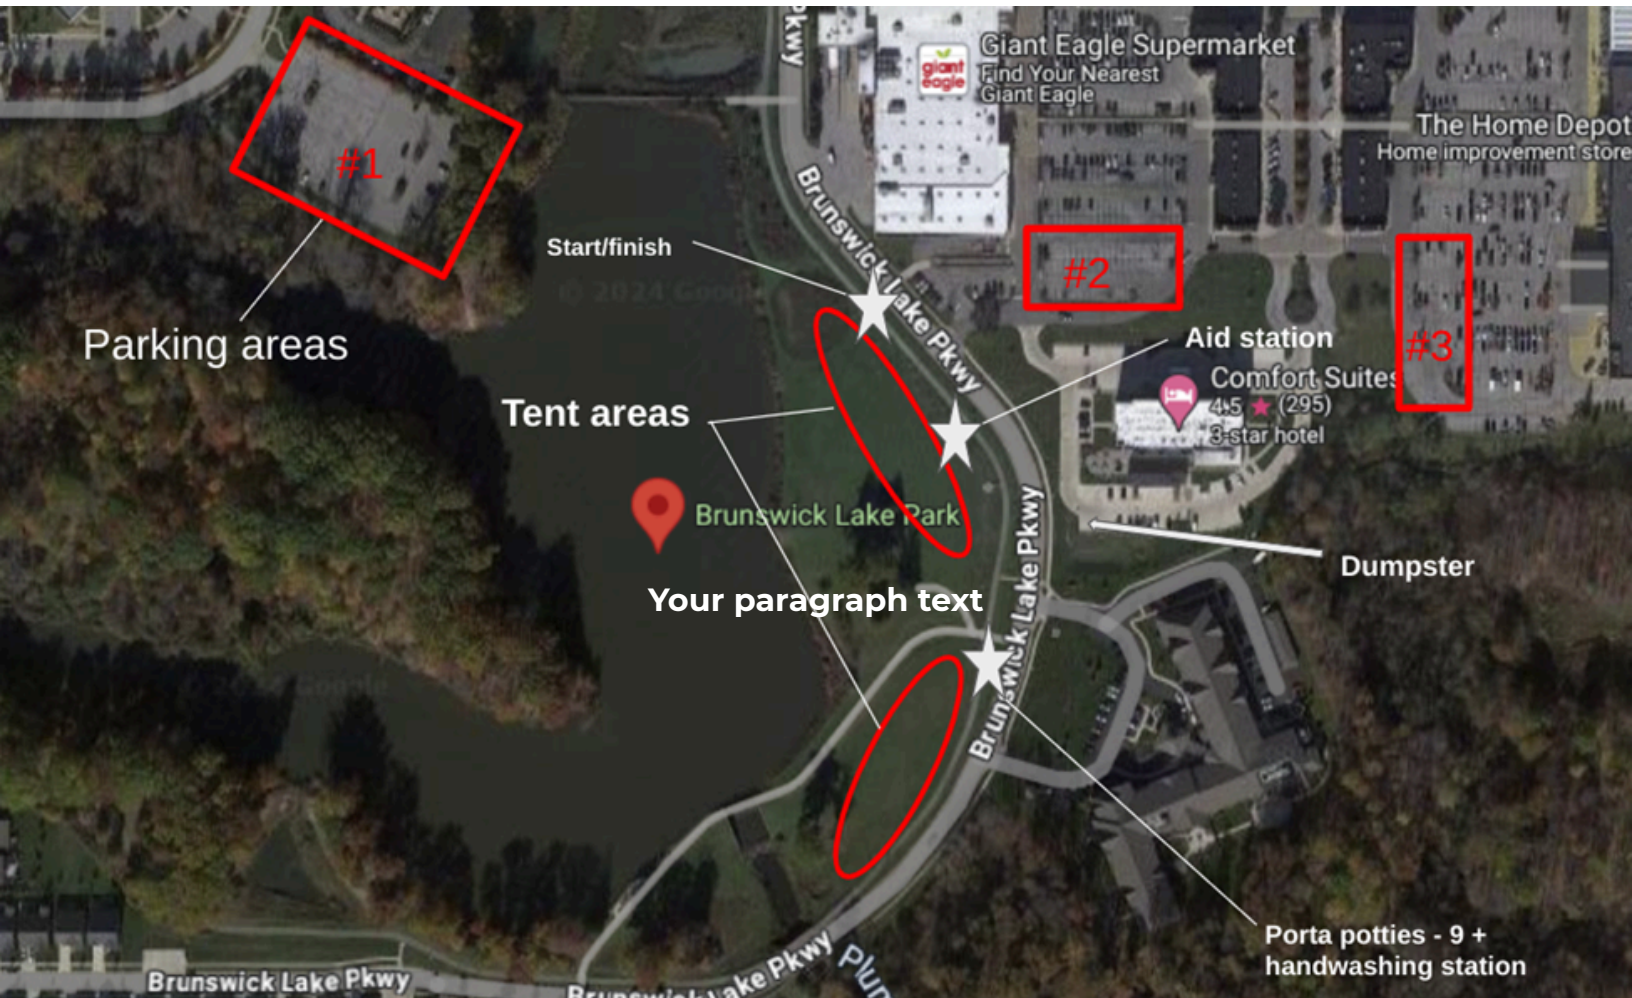 Pkwy
giant
eagle
Giant Eagle Supermarket
Find Your Nearest
Giant Eagle
The Home Depot
Home improvement store
#1
Brunswick Lake Pkwy
Start/finish
#2
© 2024 Google
Parking areas
Aid station
#3
Comfort Suites
4.5 ★ (295)
3-star hotel
Tent areas
Brunswick Lake Park
Brunswick Lake Pkwy
Dumpster
Your paragraph text
Porta potties - 9 +
handwashing station
Brunswick Lake Pkwy
Brunswick Lake Pkwy